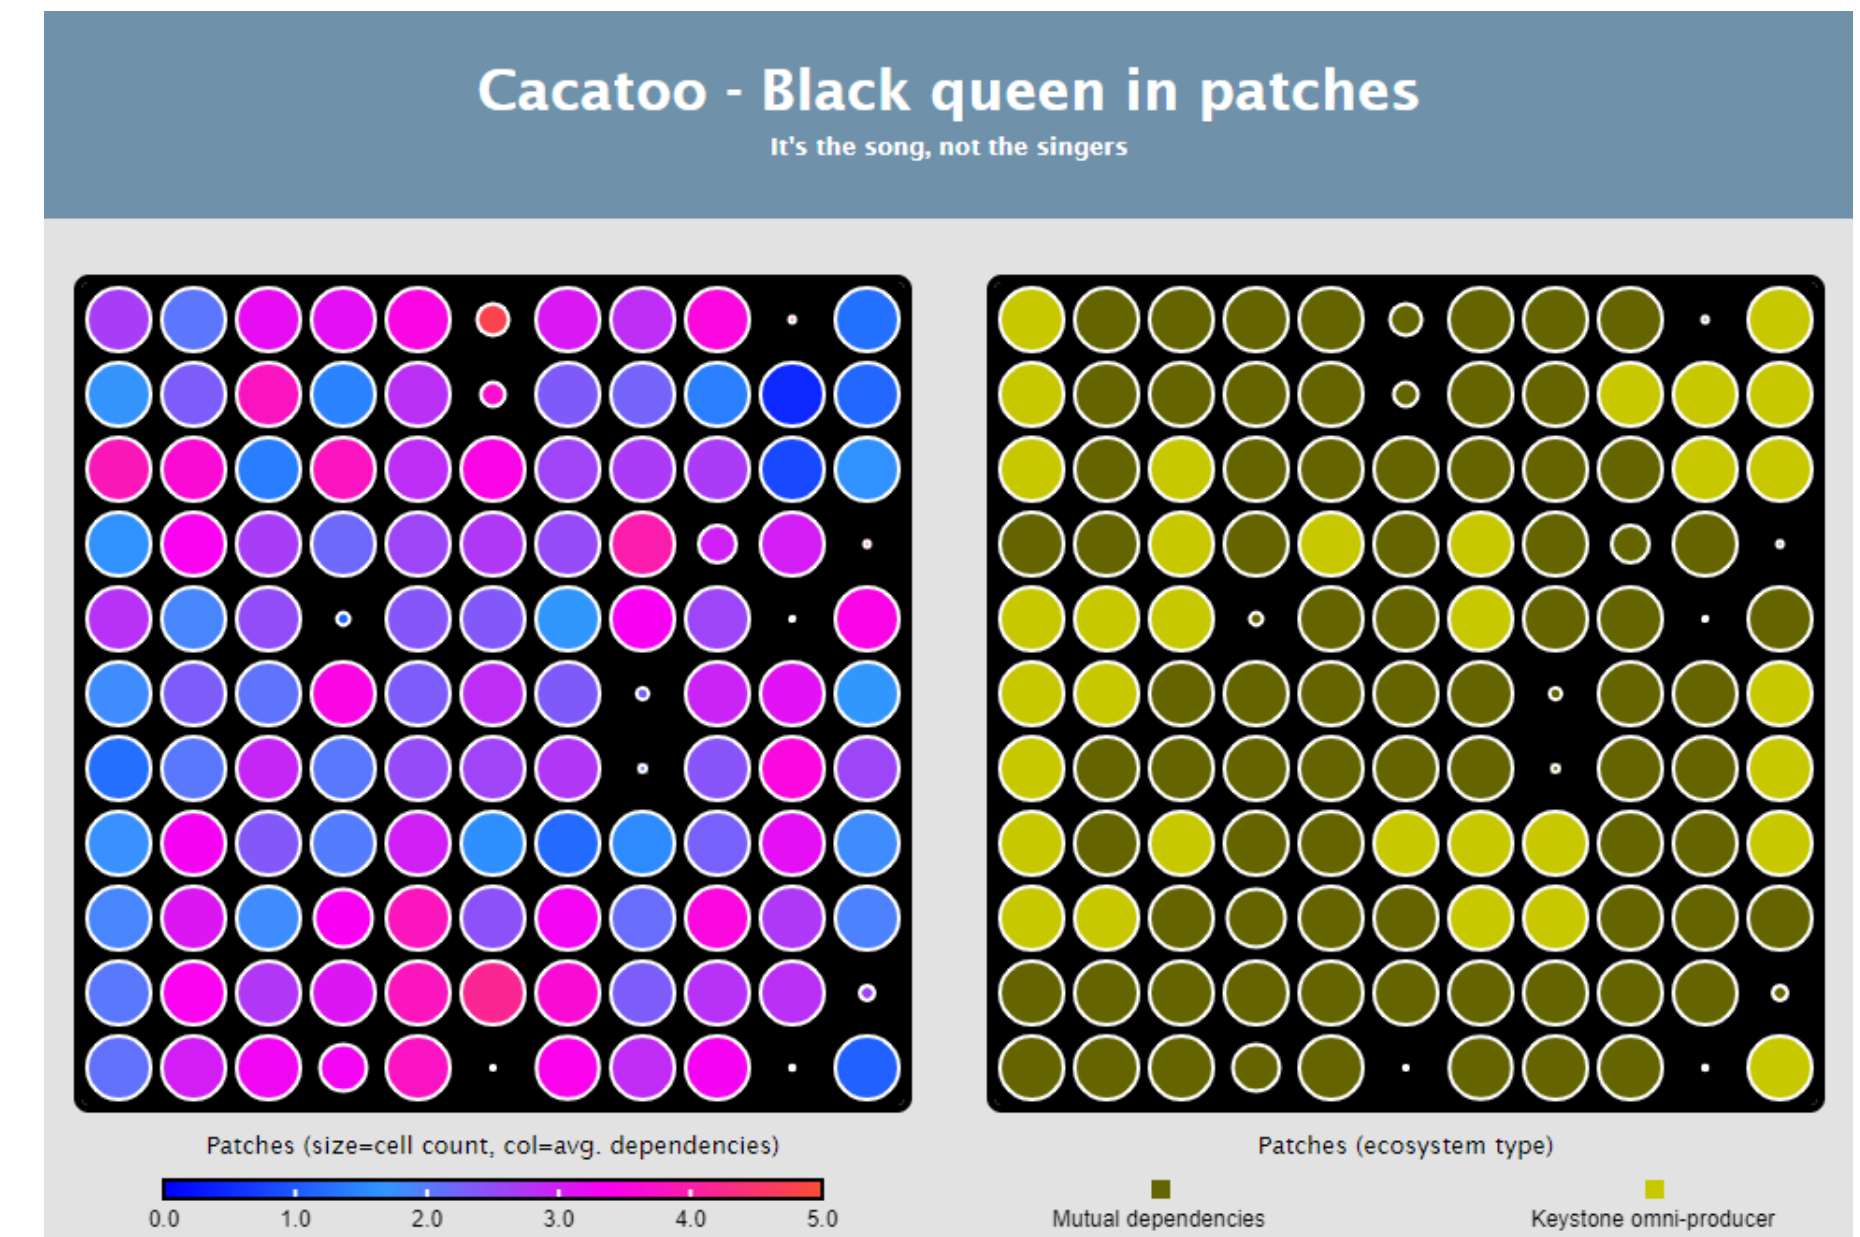 Cacatoo - Black queen in patches
It's the song, not the singers
Patches (size=cell count, col=avg. dependencies)
0.0 1.0 2.0 3.0 4.0 5.0
Patches (ecosystem type)
Mutual dependencies
Keystone omni-producer